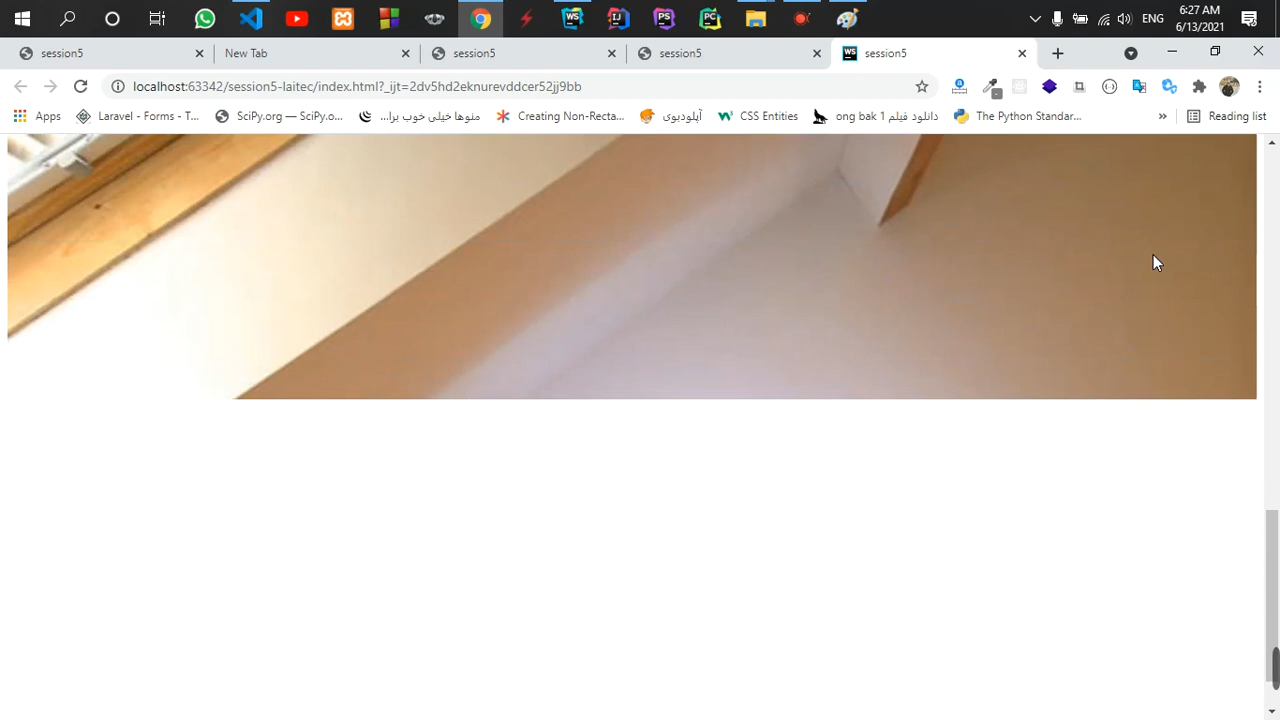 6:27 AM
ENG
6/13/2021
session5
New Tab
session5
session5
WS session5
localhost:63342/session5-laitec/index.html?_ijt=2dv5hd2eknurevddmr52jj9bb
Apps
Laravel - Forms - T...
SciPy.org — SciPy.o...
منوها خیلی خوب برا...
Creating Non-Recta...
آپلودبوی
CSS Entities
دانلود فیلم ong bak 1
The Python Standar...
»
Reading list